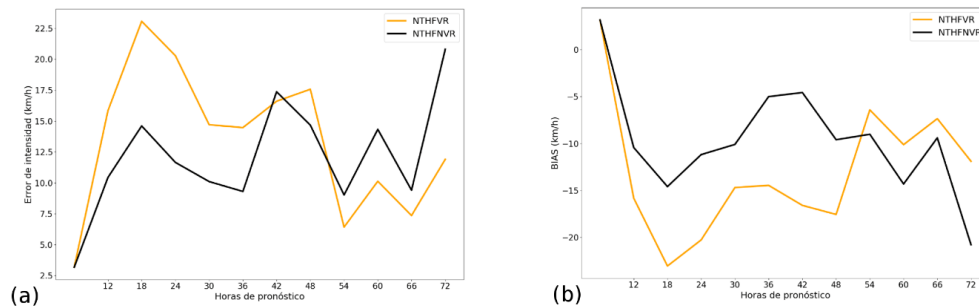 NTHFVR
NTHFNVR
Error de intensidad (km/h)
22.5
20.0
17.5
15.0
12.5
10.0
7.5
5.0
2.5
12 18 24 30 36 42 48 54 60 66 72
Horas de pronóstico
(a)
NTHFVR
NTHFNVR
BIAS (km/h)
0
−5
−10
−15
−20
12 18 24 30 36 42 48 54 60 66 72
Horas de pronóstico
(b)